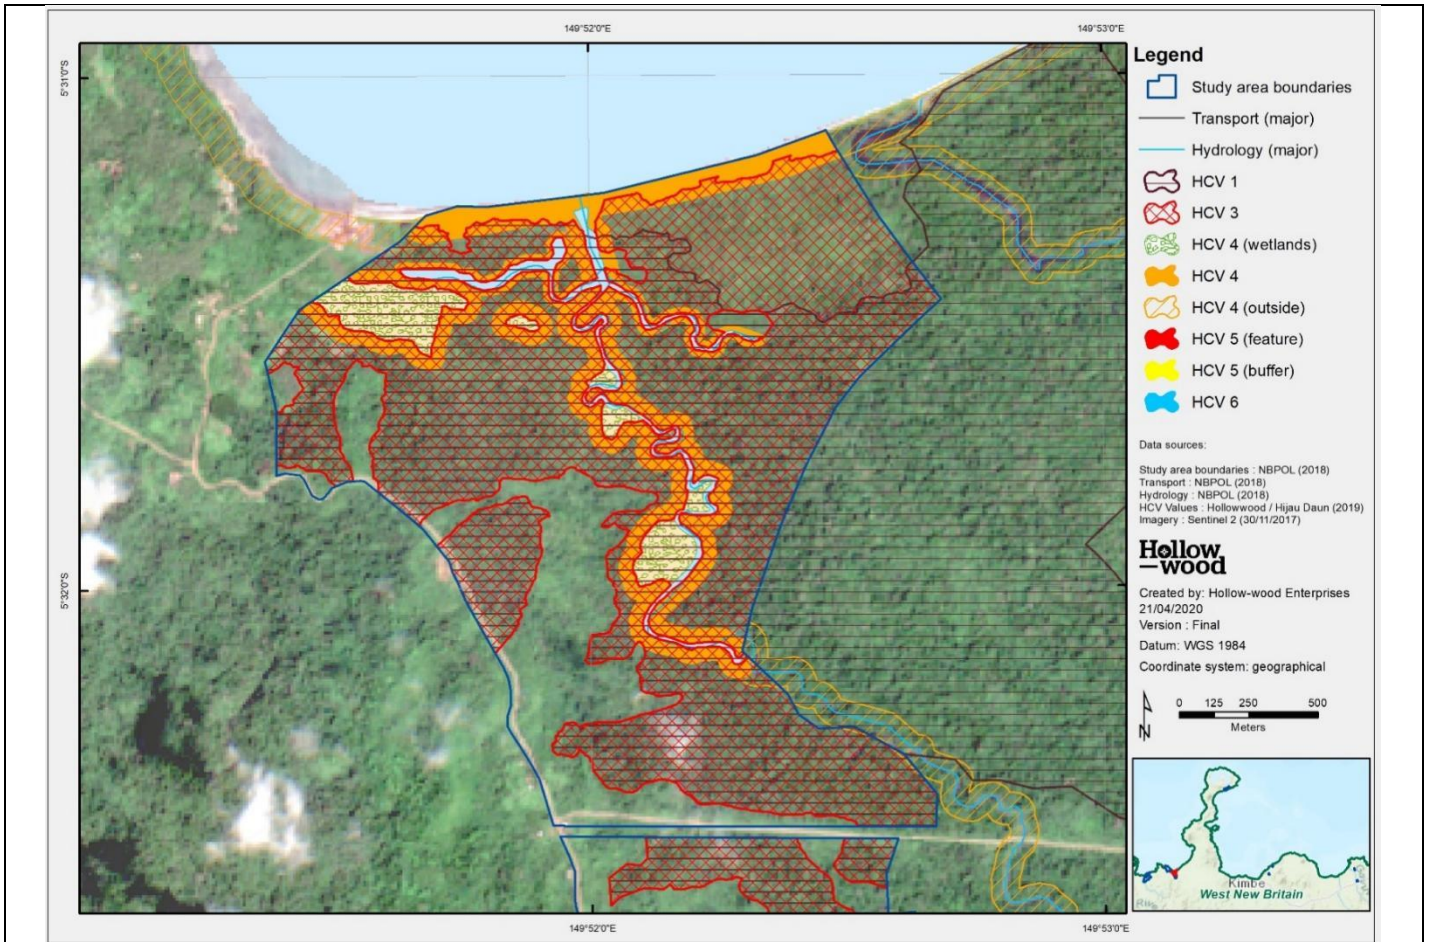 149°52'0"E
149°53'0"E
5°31'0"S
5°32'0"S
149°52'0"E
149°53'0"E
Legend
Study area boundaries
Transport (major)
Hydrology (major)
HCV 1
HCV 3
HCV 4 (wetlands)
HCV 4
HCV 4 (outside)
HCV 5 (feature)
HCV 5 (buffer)
HCV 6
Data sources:
Study area boundaries : NBPOL (2018)
Transport : NBPOL (2018)
Hydrology : NBPOL (2018)
HCV Values : Hollowwood / Hijau Daun (2019)
Imagery : Sentinel 2 (30/11/2017)
Hollow
—wood
Created by: Hollow-wood Enterprises
21/04/2020
Version : Final
Datum: WGS 1984
Coordinate system: geographical
N
0 125 250 500
Meters
Kimbe
West New Britain